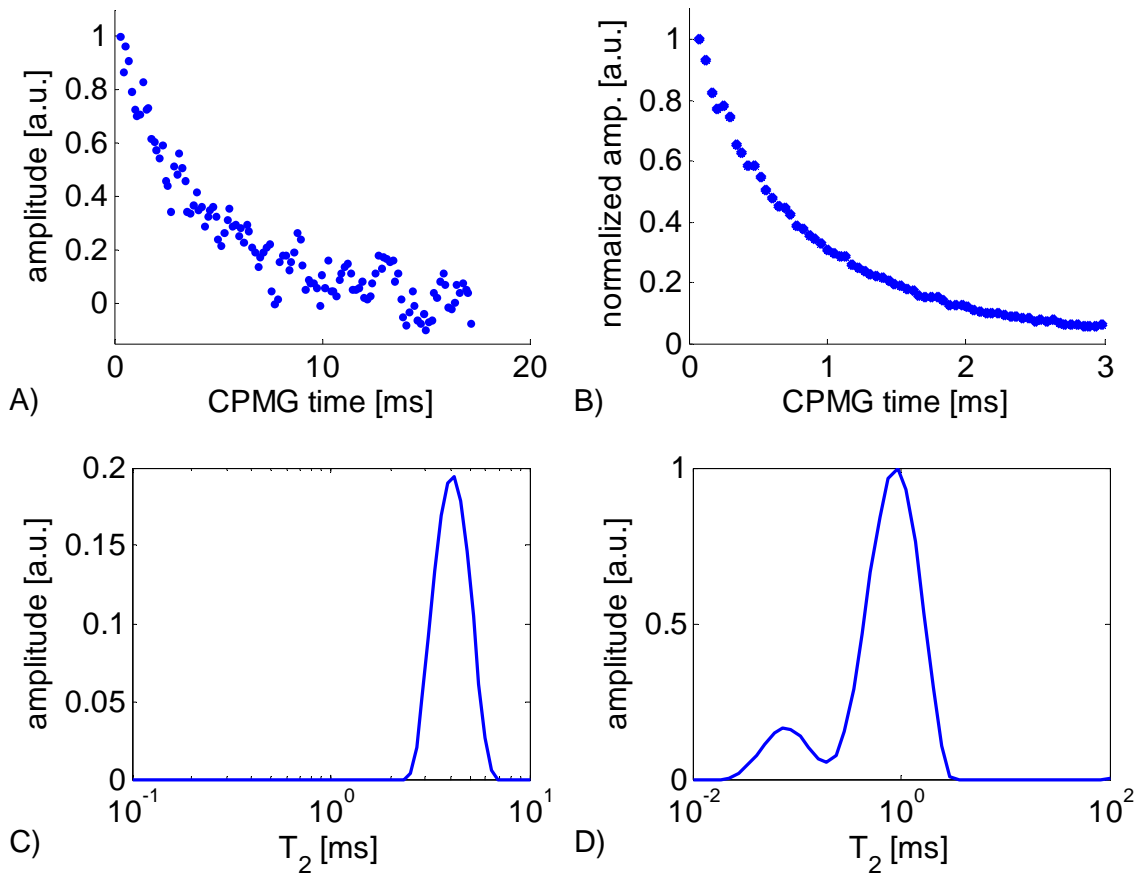 1
0.8
0.6
0.4
0.2
0
amplitude [a.u.]
0 10 20
CPMG time [ms]
A)
1
0.8
0.6
0.4
0.2
0
normalized amp. [a.u.]
0 1 2 3
CPMG time [ms]
B)
0.2
0.15
0.1
0.05
0
amplitude [a.u.]
10^-1 10^0 10^1
T_2 [ms]
C)
1
0.5
0
amplitude [a.u.]
10^-2 10^0 10^2
T_2 [ms]
D)